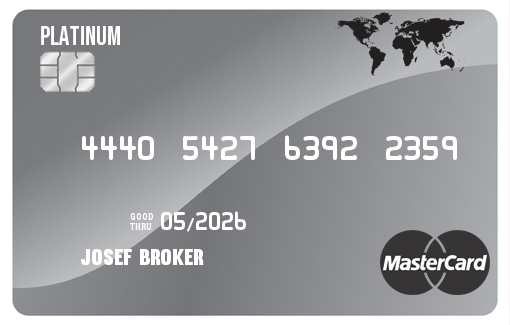 PLATINUM
4440 5427 6392 2359
GOOD
THRU 05/2026
JOSEF BROKER
MasterCard